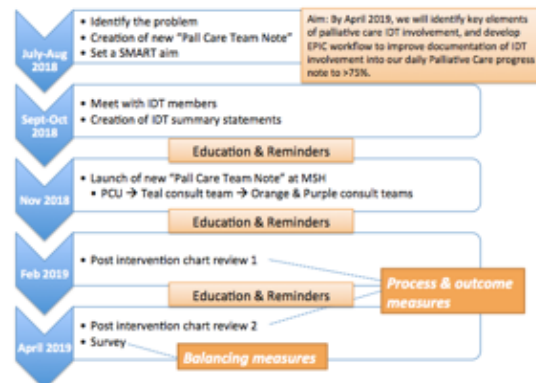 July-Aug
2018
• Identify the problem
• Creation of new "Pall Care Team Note"
• Set a SMART aim
Aim: By April 2019, we will identify key elements
of palliative care IDT involvement, and develop
EPIC workflow to improve documentation of IDT
involvement into our daily Palliative Care progress
note to >75%.
Sept-Oct
2018
• Meet with IDT members
• Creation of IDT summary statements
Education & Reminders
Nov 2018
• Launch of new "Pall Care Team Note" at MSH
• PCU → Teal consult team → Orange & Purple consult teams
Education & Reminders
Feb 2019
• Post intervention chart review 1
Process & outcome
measures
Education & Reminders
April 2019
• Post intervention chart review 2
• Survey
Balancing measures